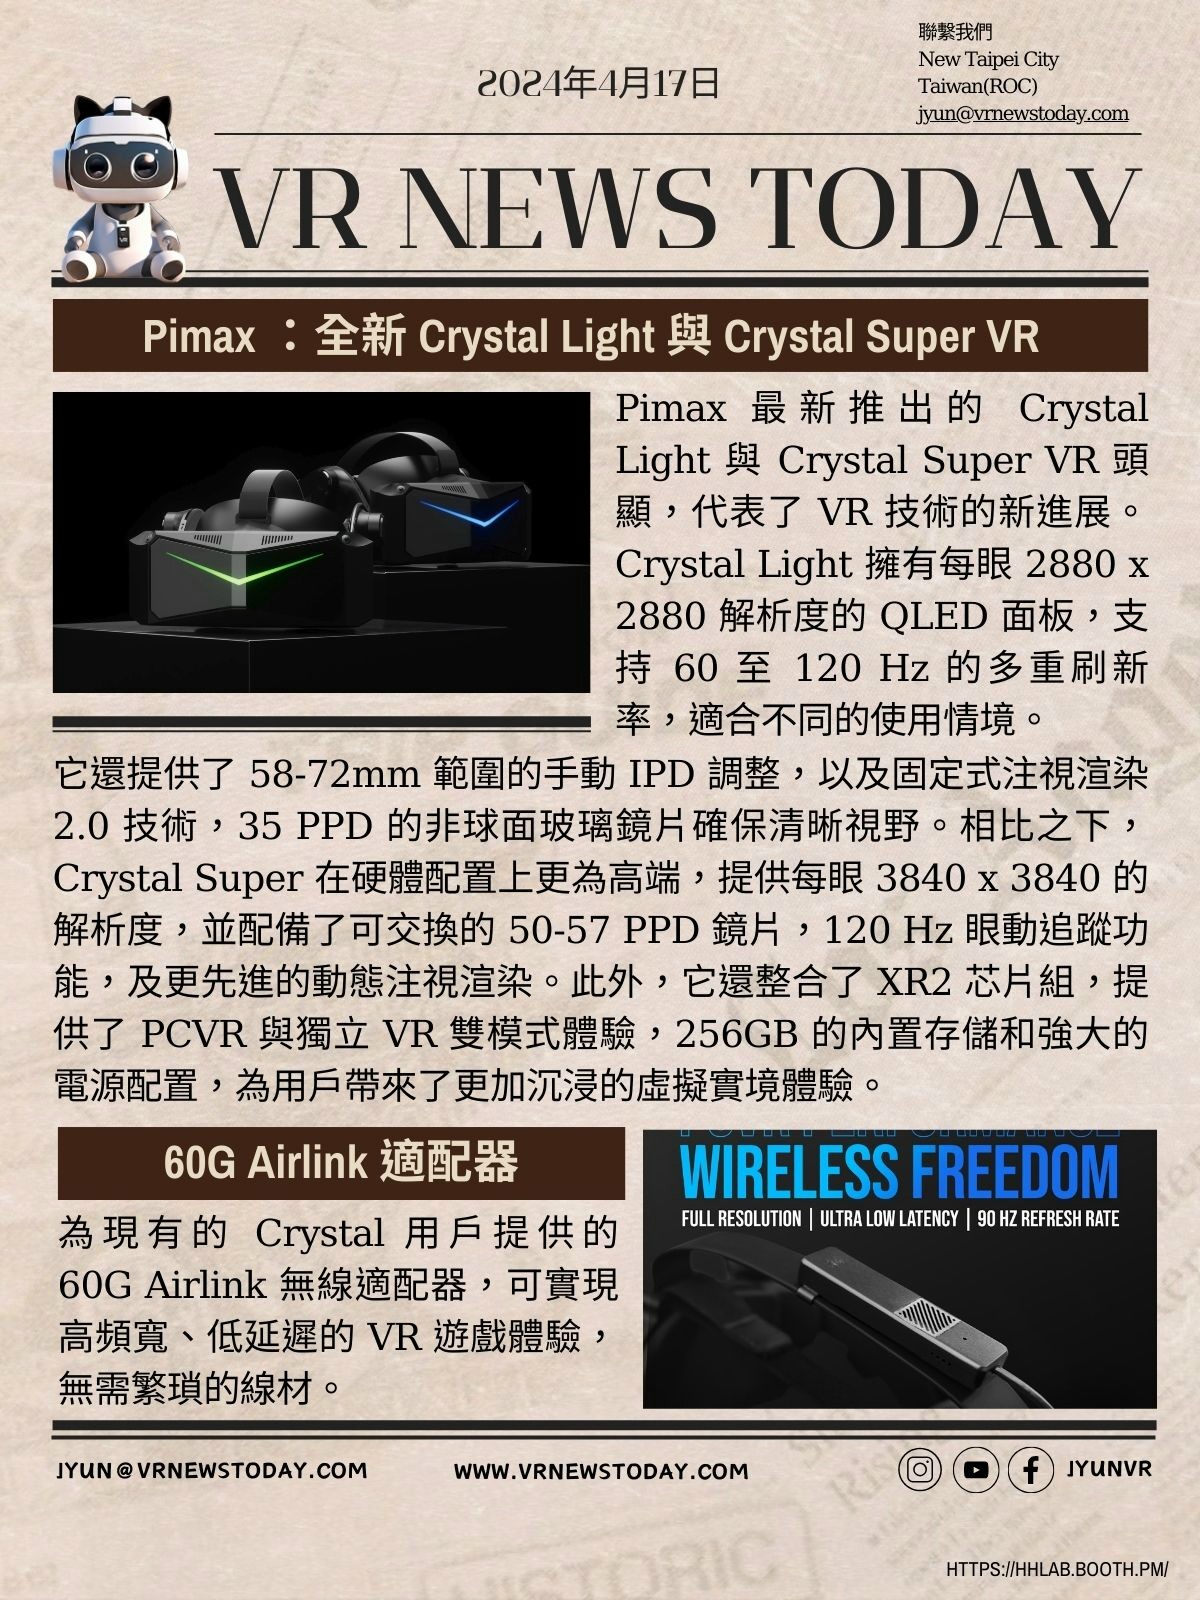 聯繫我們
New Taipei City
Taiwan(ROC)
jyun@vrnewstoday.com
2024年4月17日
VR NEWS TODAY
Pimax ：全新 Crystal Light 與 Crystal Super VR
Pimax 最新推出的 Crystal
Light 與 Crystal Super VR 頭
顯，代表了 VR 技術的新進展。
Crystal Light 擁有每眼 2880 x
2880 解析度的 QLED 面板，支
持 60 至 120 Hz 的多重刷新
率，適合不同的使用情境。
它還提供了 58-72mm 範圍的手動 IPD 調整，以及固定式注視渲染
2.0 技術，35 PPD 的非球面玻璃鏡片確保清晰視野。相比之下，
Crystal Super 在硬體配置上更為高端，提供每眼 3840 x 3840 的
解析度，並配備了可交換的 50-57 PPD 鏡片，120 Hz 眼動追蹤功
能，及更先進的動態注視渲染。此外，它還整合了 XR2 芯片組，提
供了 PCVR 與獨立 VR 雙模式體驗，256GB 的內置存儲和強大的
電源配置，為用戶帶來了更加沉浸的虛擬實境體驗。
60G Airlink 適配器
為現有的 Crystal 用戶提供的
60G Airlink 無線適配器，可實現
高頻寬、低延遲的 VR 遊戲體驗，
無需繁瑣的線材。
WIRELESS FREEDOM
FULL RESOLUTION | ULTRA LOW LATENCY | 90 HZ REFRESH RATE
JYUN@VRNEWSTODAY.COM
WWW.VRNEWSTODAY.COM
JYUNVR
HTTPS://HHLAB.BOOTH.PM/